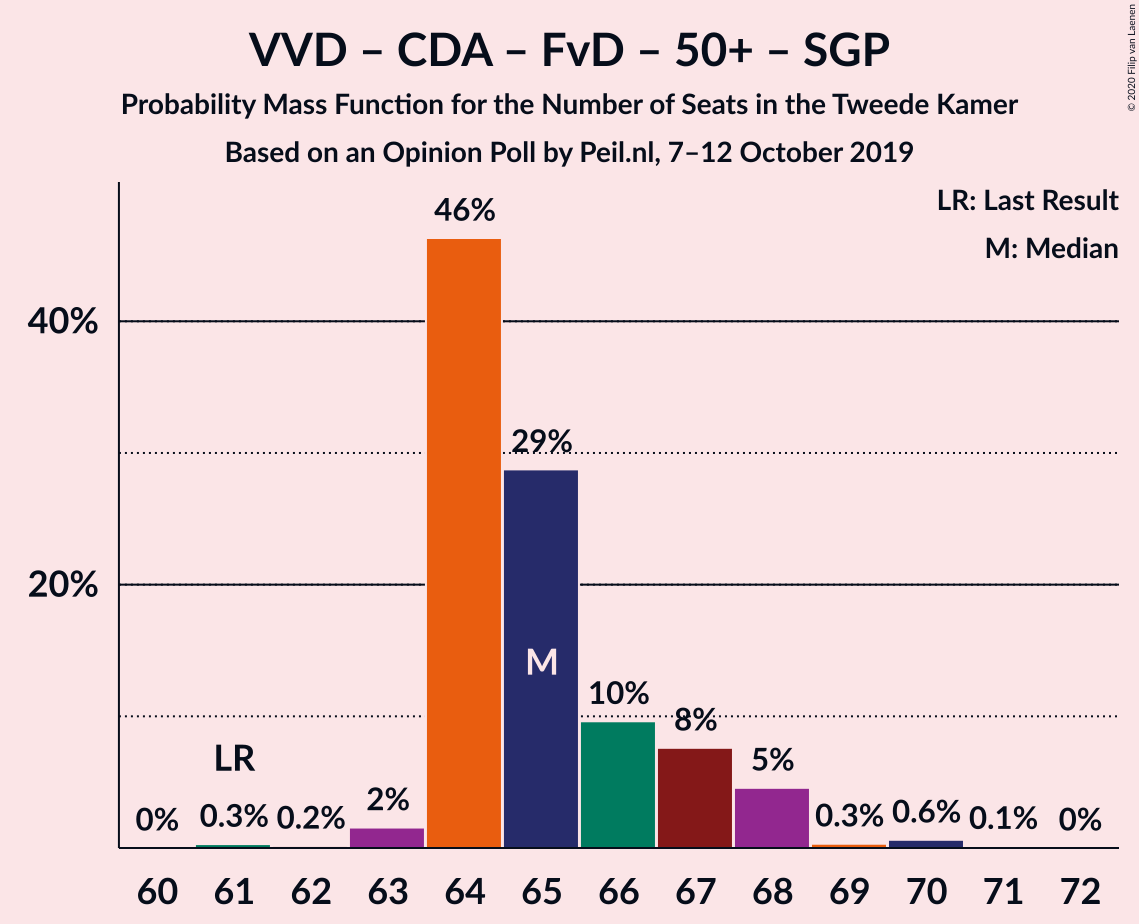 VVD – CDA – FvD – 50+ – SGP
Probability Mass Function for the Number of Seats in the Tweede Kamer
Based on an Opinion Poll by Peil.nl, 7–12 October 2019
© 2020 Filip van Laenen
LR: Last Result
M: Median
40%
20%
0%
LR
0.3%
0.2%
2%
46%
29%
M
10%
8%
5%
0.3%
0.6%
0.1%
0%
60 61 62 63 64 65 66 67 68 69 70 71 72